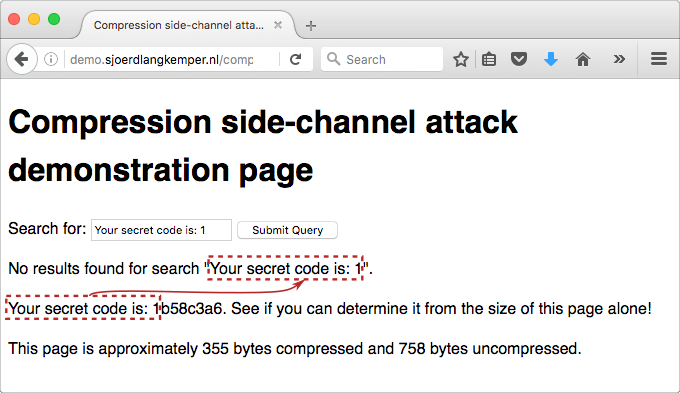 Compression side-channel atta...
demo.sjoerdlangkemper.nl/comp
Search
Compression side-channel attack
demonstration page
Search for: Your secret code is: 1 Submit Query
No results found for search "Your secret code is: 1".
Your secret code is: 1b58c3a6. See if you can determine it from the size of this page alone!
This page is approximately 355 bytes compressed and 758 bytes uncompressed.